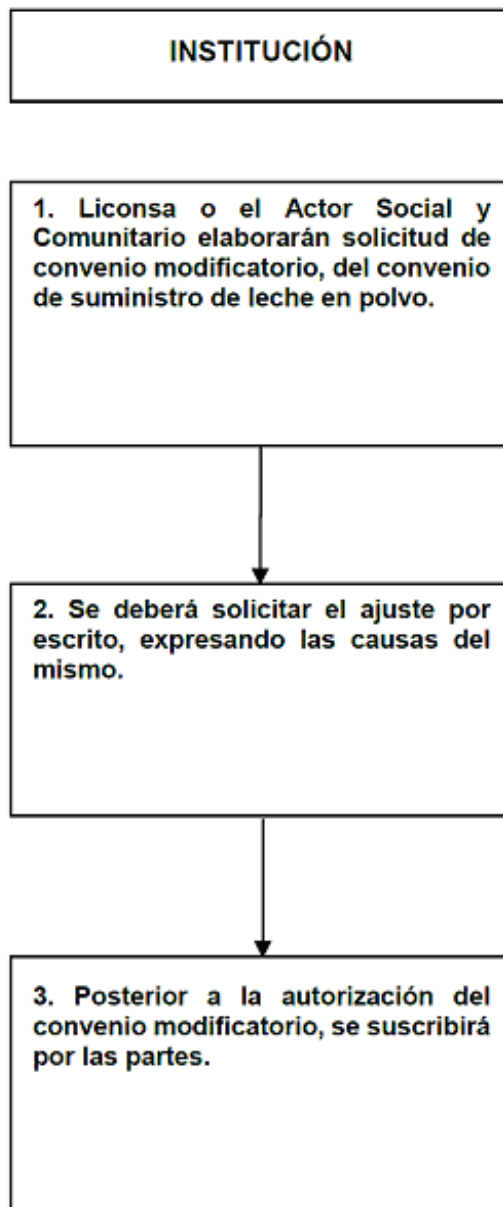 INSTITUCIÓN
1. Liconsa o el Actor Social y
Comunitario elaborarán solicitud de
convenio modificatorio, del convenio
de suministro de leche en polvo.
2. Se deberá solicitar el ajuste por
escrito, expresando las causas del
mismo.
3. Posterior a la autorización del
convenio modificatorio, se suscribirá
por las partes.